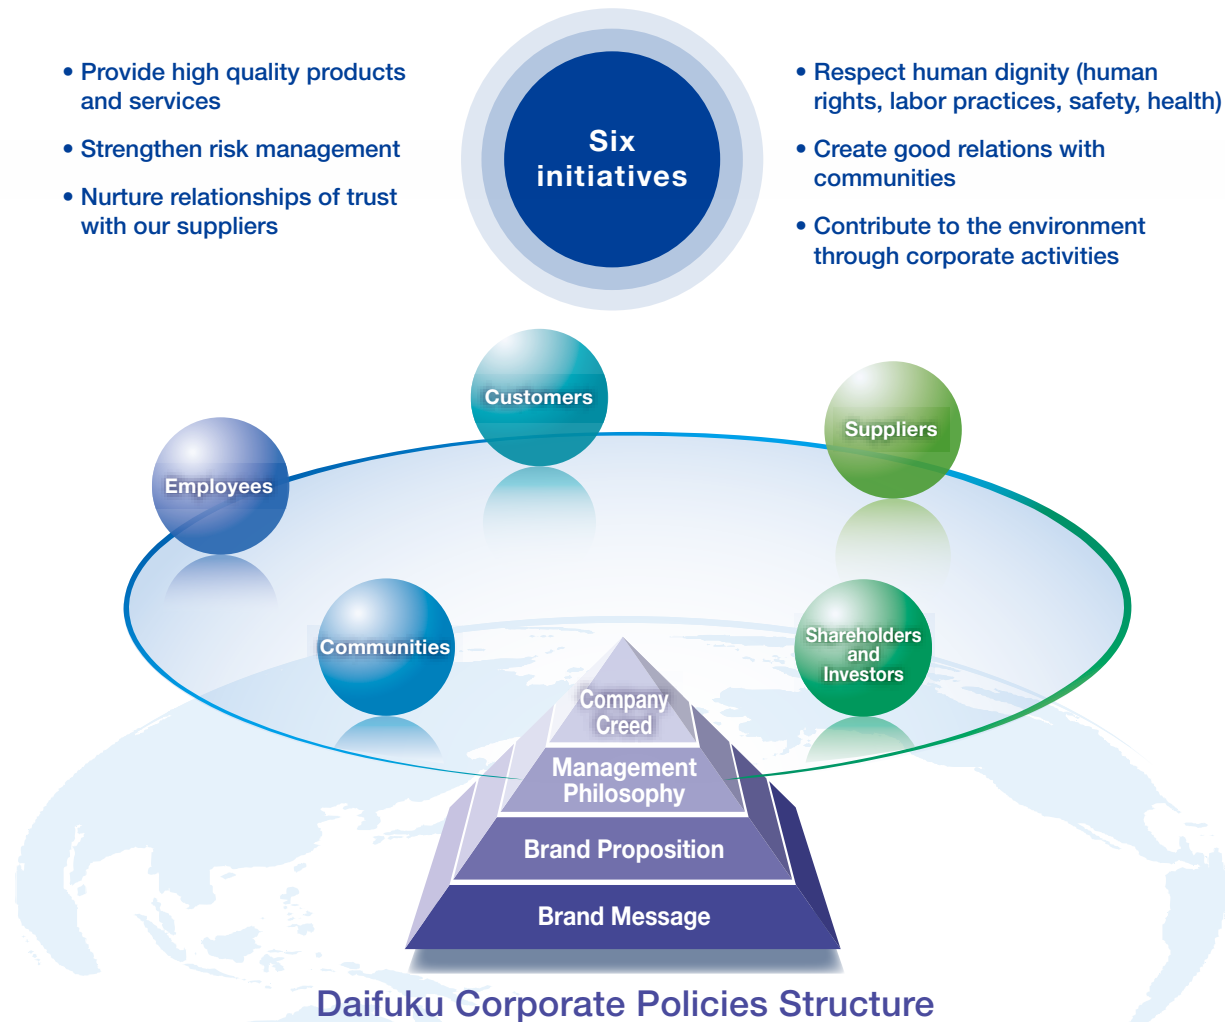 • Provide high quality products
and services
• Strengthen risk management
• Nurture relationships of trust
with our suppliers
Six
initiatives
• Respect human dignity (human
rights, labor practices, safety, health)
• Create good relations with
communities
• Contribute to the environment
through corporate activities
Customers
Suppliers
Employees
Communities
Shareholders
and
Investors
Company
Creed
Management
Philosophy
Brand Proposition
Brand Message
Daifuku Corporate Policies Structure